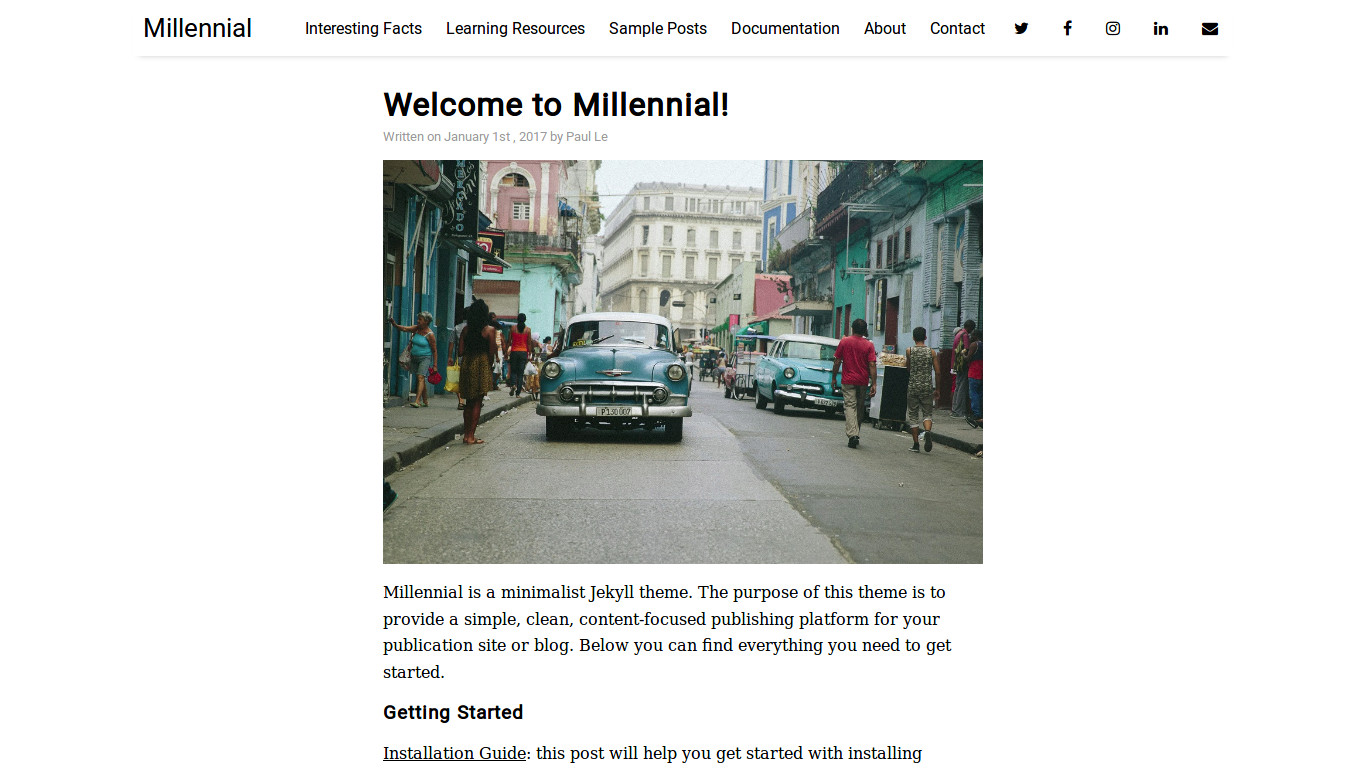 Millennial
Interesting Facts Learning Resources Sample Posts Documentation About Contact
Welcome to Millennial!
Written on January 1st , 2017 by Paul Le
Millennial is a minimalist Jekyll theme. The purpose of this theme is to
provide a simple, clean, content-focused publishing platform for your
publication site or blog. Below you can find everything you need to get
started.
Getting Started
Installation Guide: this post will help you get started with installing